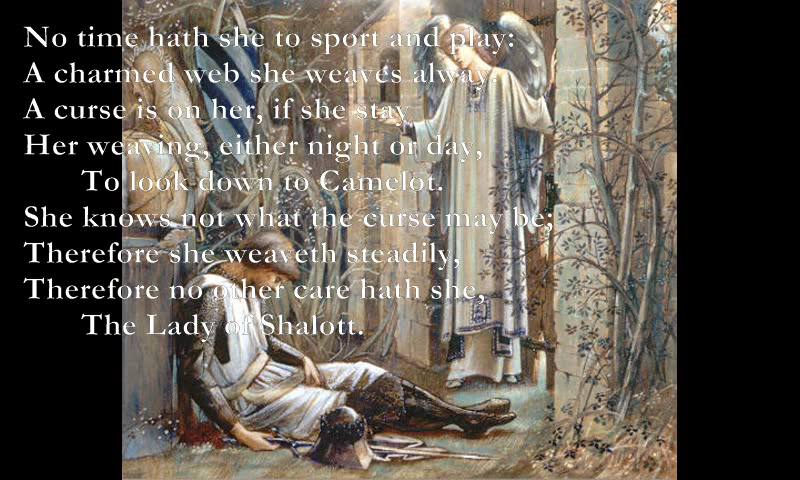 No time hath she to sport and play:
A charmed web she weaves alway.
A curse is on her, if she stay
Her weaving, either night or day,
To look down to Camelot.
She knows not what the curse may be;
Therefore she weaveth steadily,
Therefore no other care hath she,
The Lady of Shalott.